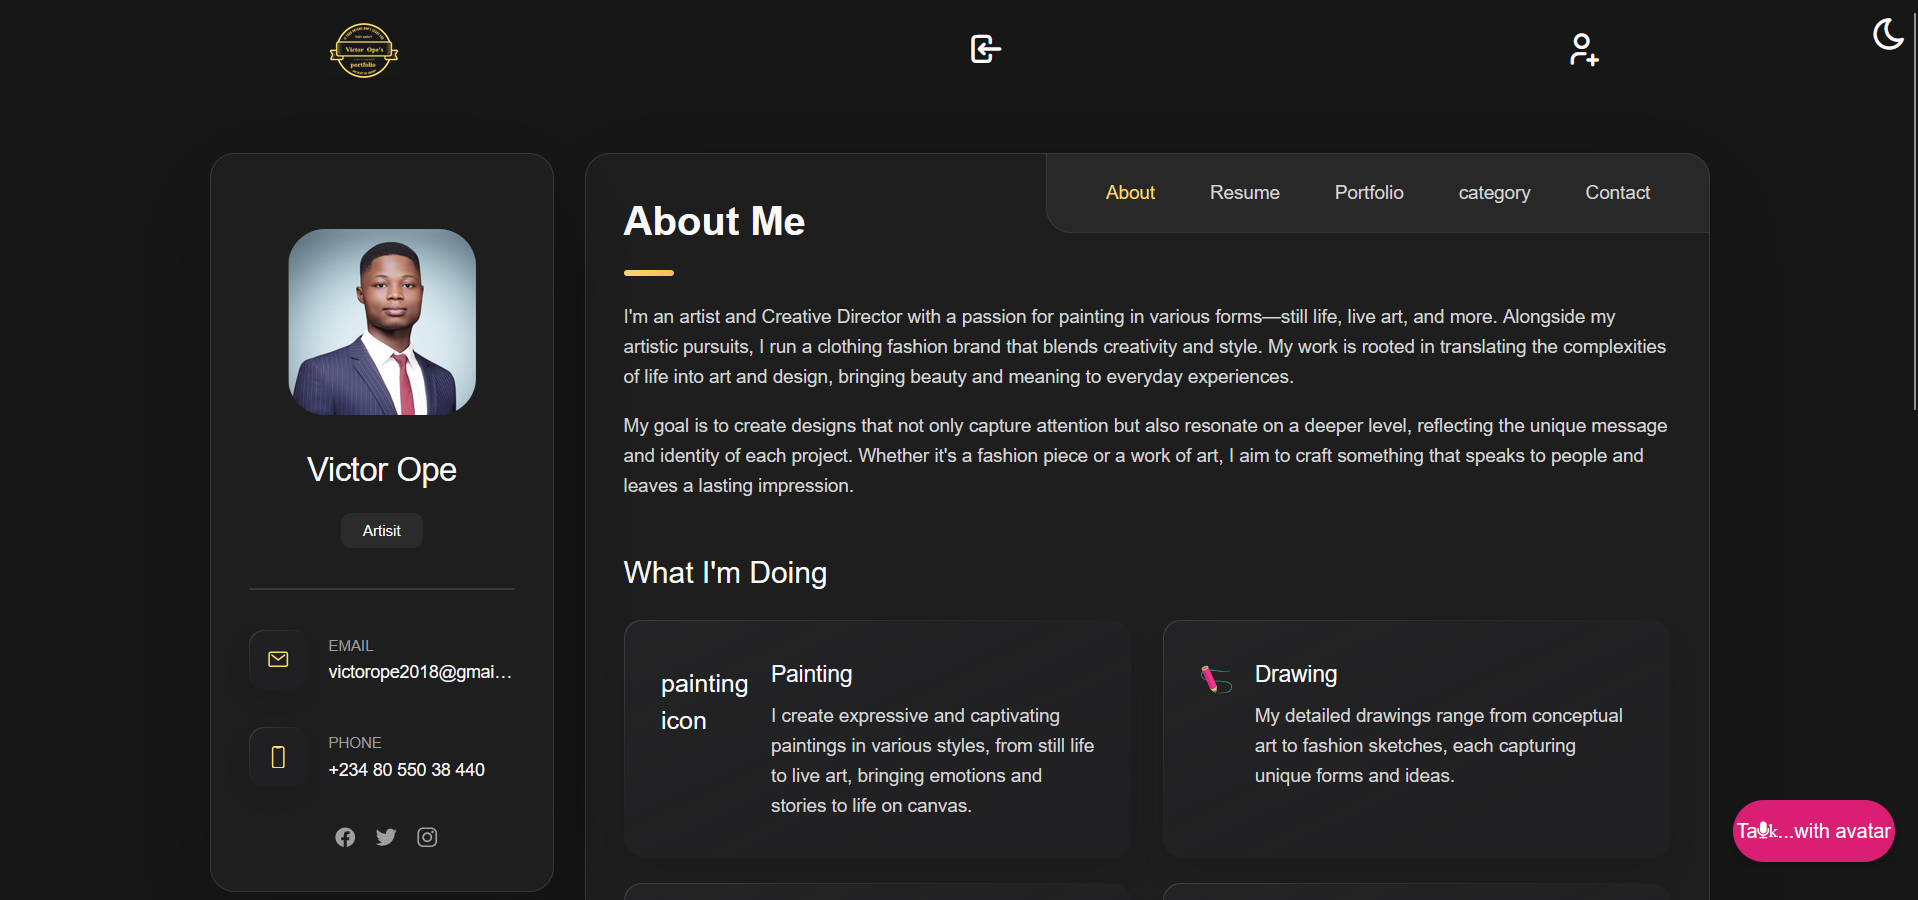 Victor Ope's
portfolio
About
Resume
Portfolio
category
Contact
Victor Ope
Artisit
EMAIL
victorope2018@gmai...
PHONE
+234 80 550 38 440
About Me
I'm an artist and Creative Director with a passion for painting in various forms—still life, live art, and more. Alongside my
artistic pursuits, I run a clothing fashion brand that blends creativity and style. My work is rooted in translating the complexities
of life into art and design, bringing beauty and meaning to everyday experiences.
My goal is to create designs that not only capture attention but also resonate on a deeper level, reflecting the unique message
and identity of each project. Whether it's a fashion piece or a work of art, I aim to craft something that speaks to people and
leaves a lasting impression.
What I'm Doing
painting
icon
Painting
I create expressive and captivating
paintings in various styles, from still life
to live art, bringing emotions and
stories to life on canvas.
Drawing
My detailed drawings range from conceptual
art to fashion sketches, each capturing
unique forms and ideas.
...with avatar